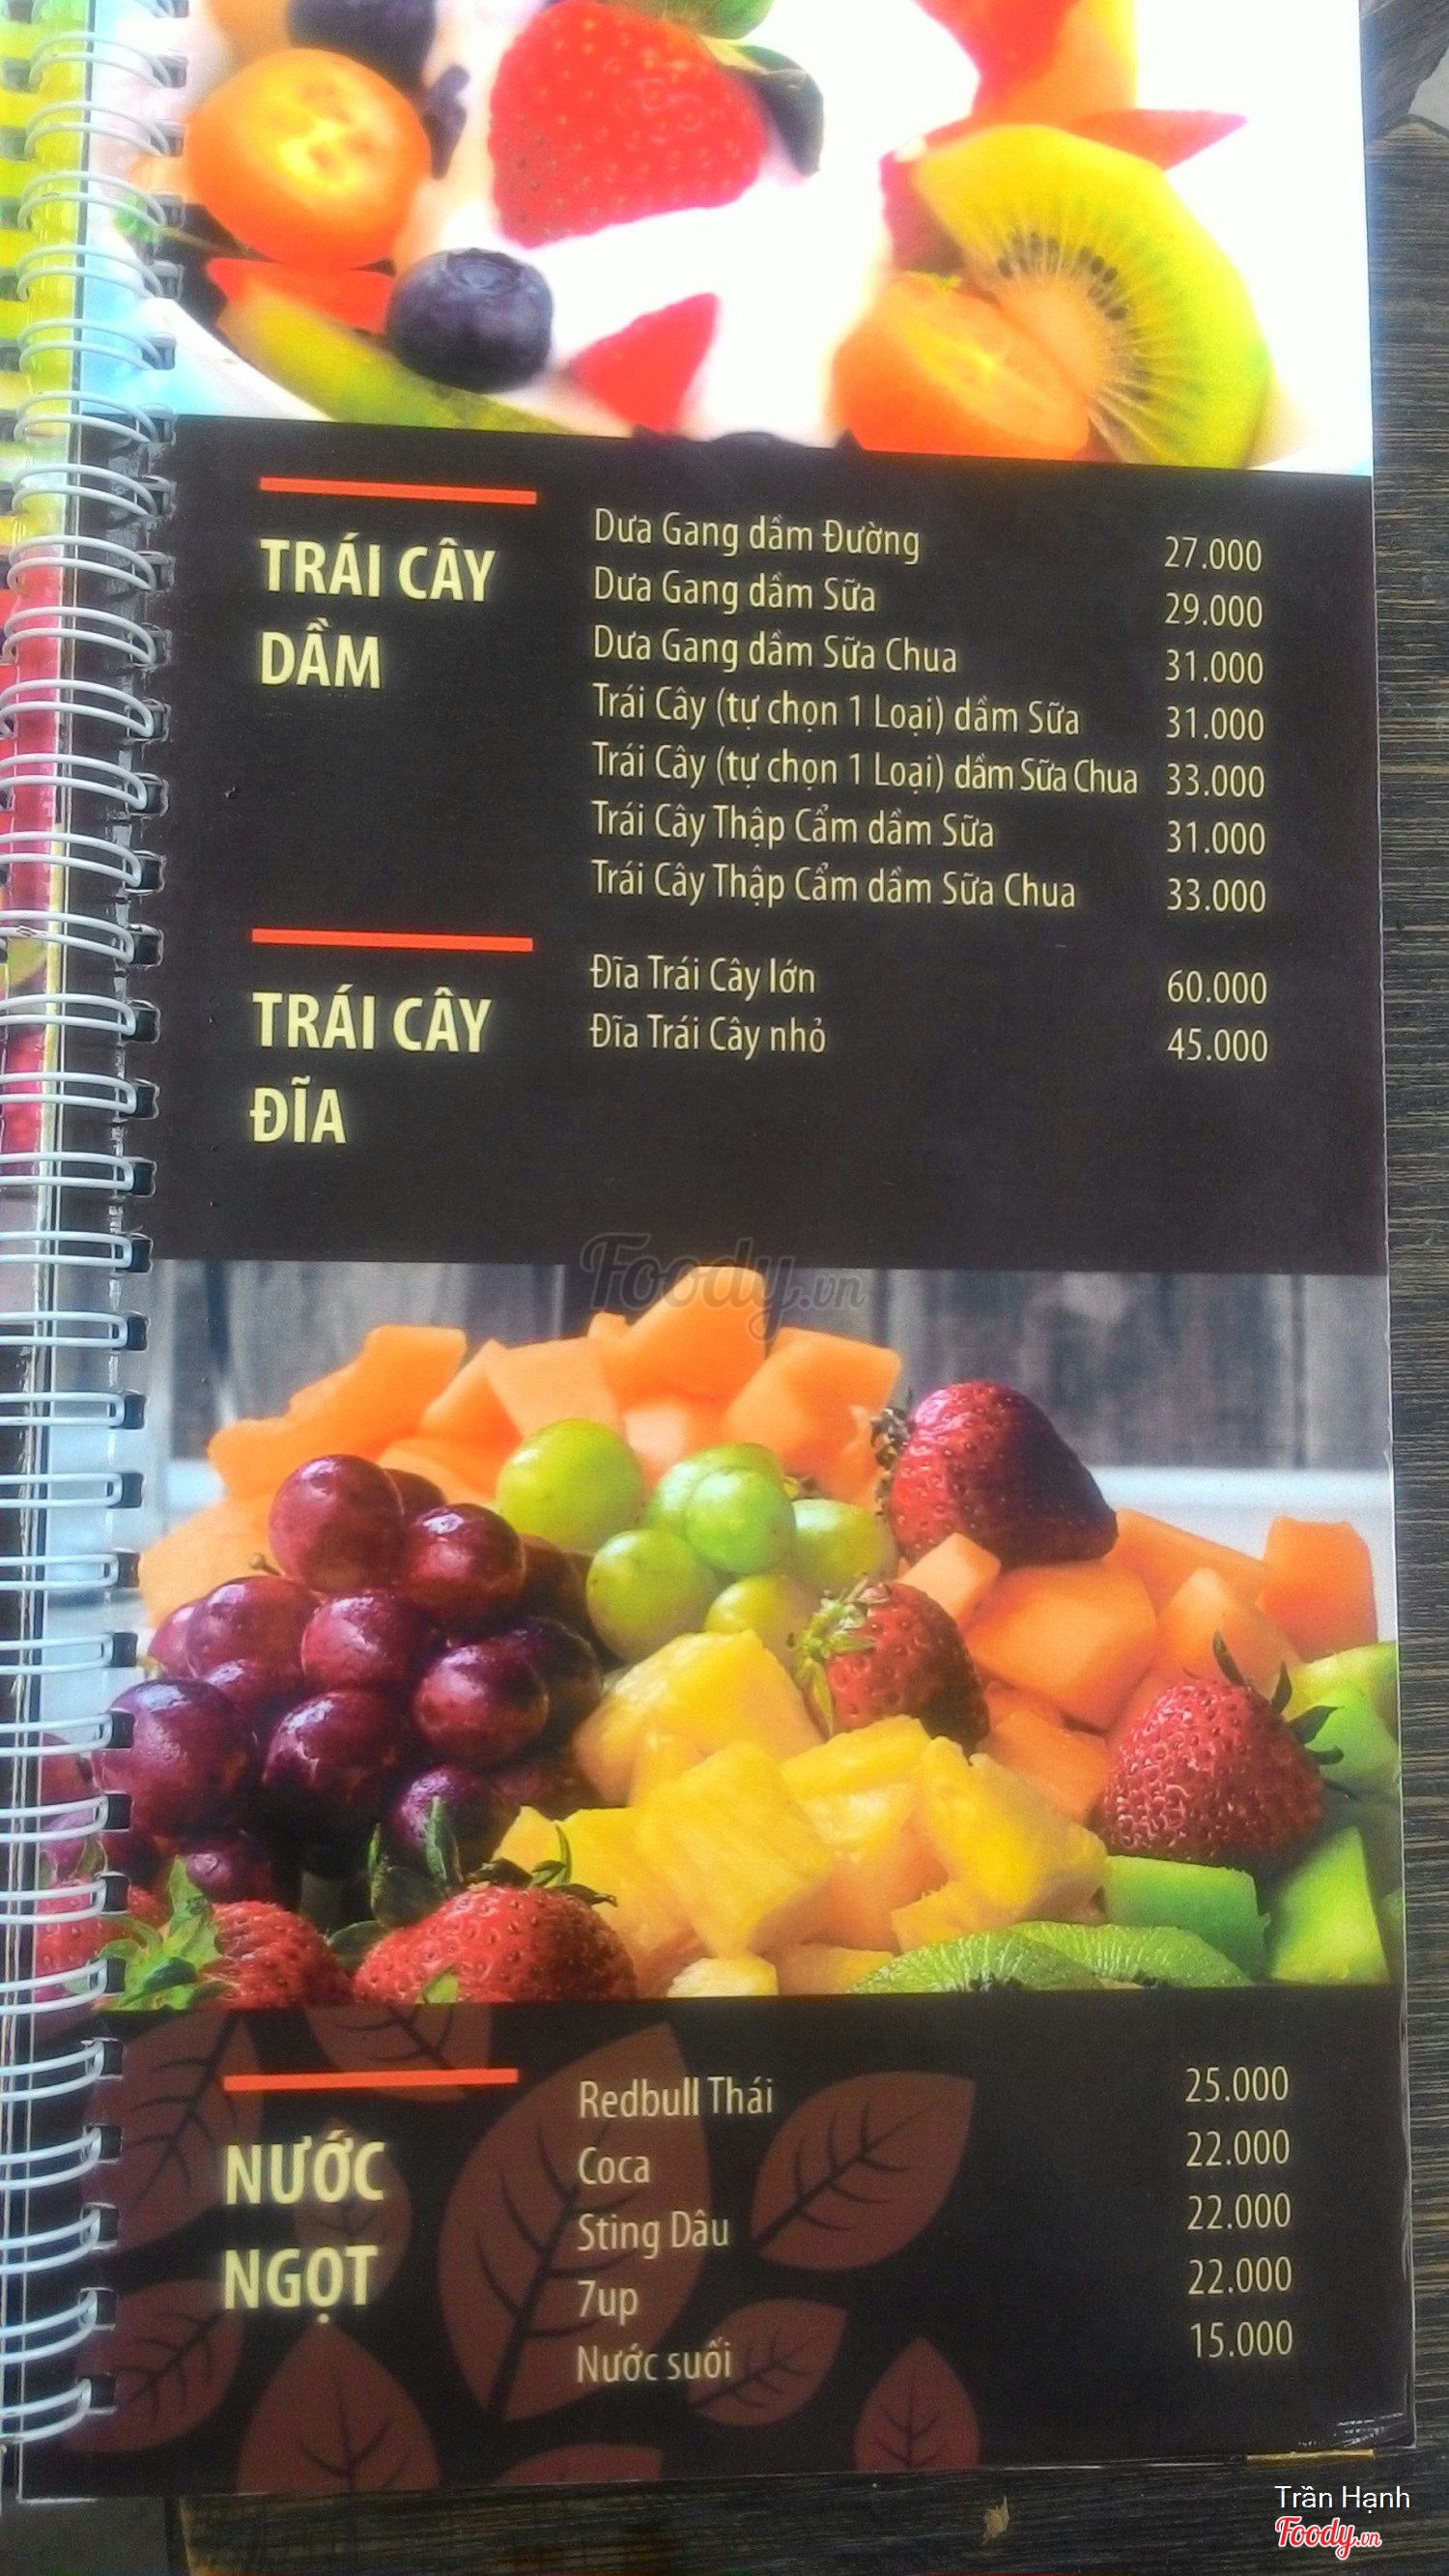 TRÁI CÂY
DẦM
Dưa Gang dầm Đường 27.000
Dưa Gang dầm Sữa 29.000
Dưa Gang dầm Sữa Chua 31.000
Trái Cây (tự chọn 1 Loại) dầm Sữa 31.000
Trái Cây (tự chọn 1 Loại) dầm Sữa Chua 33.000
Trái Cây Thập Cẩm dầm Sữa 31.000
Trái Cây Thập Cẩm dầm Sữa Chua 33.000
TRÁI CÂY
ĐĨA
Đĩa Trái Cây lớn 60.000
Đĩa Trái Cây nhỏ 45.000
Foody.vn
NƯỚC
NGỌT
Redbull Thái 25.000
Coca 22.000
Sting Dâu 22.000
7up 22.000
Nước suối 15.000
Trần Hạnh
Foody.vn